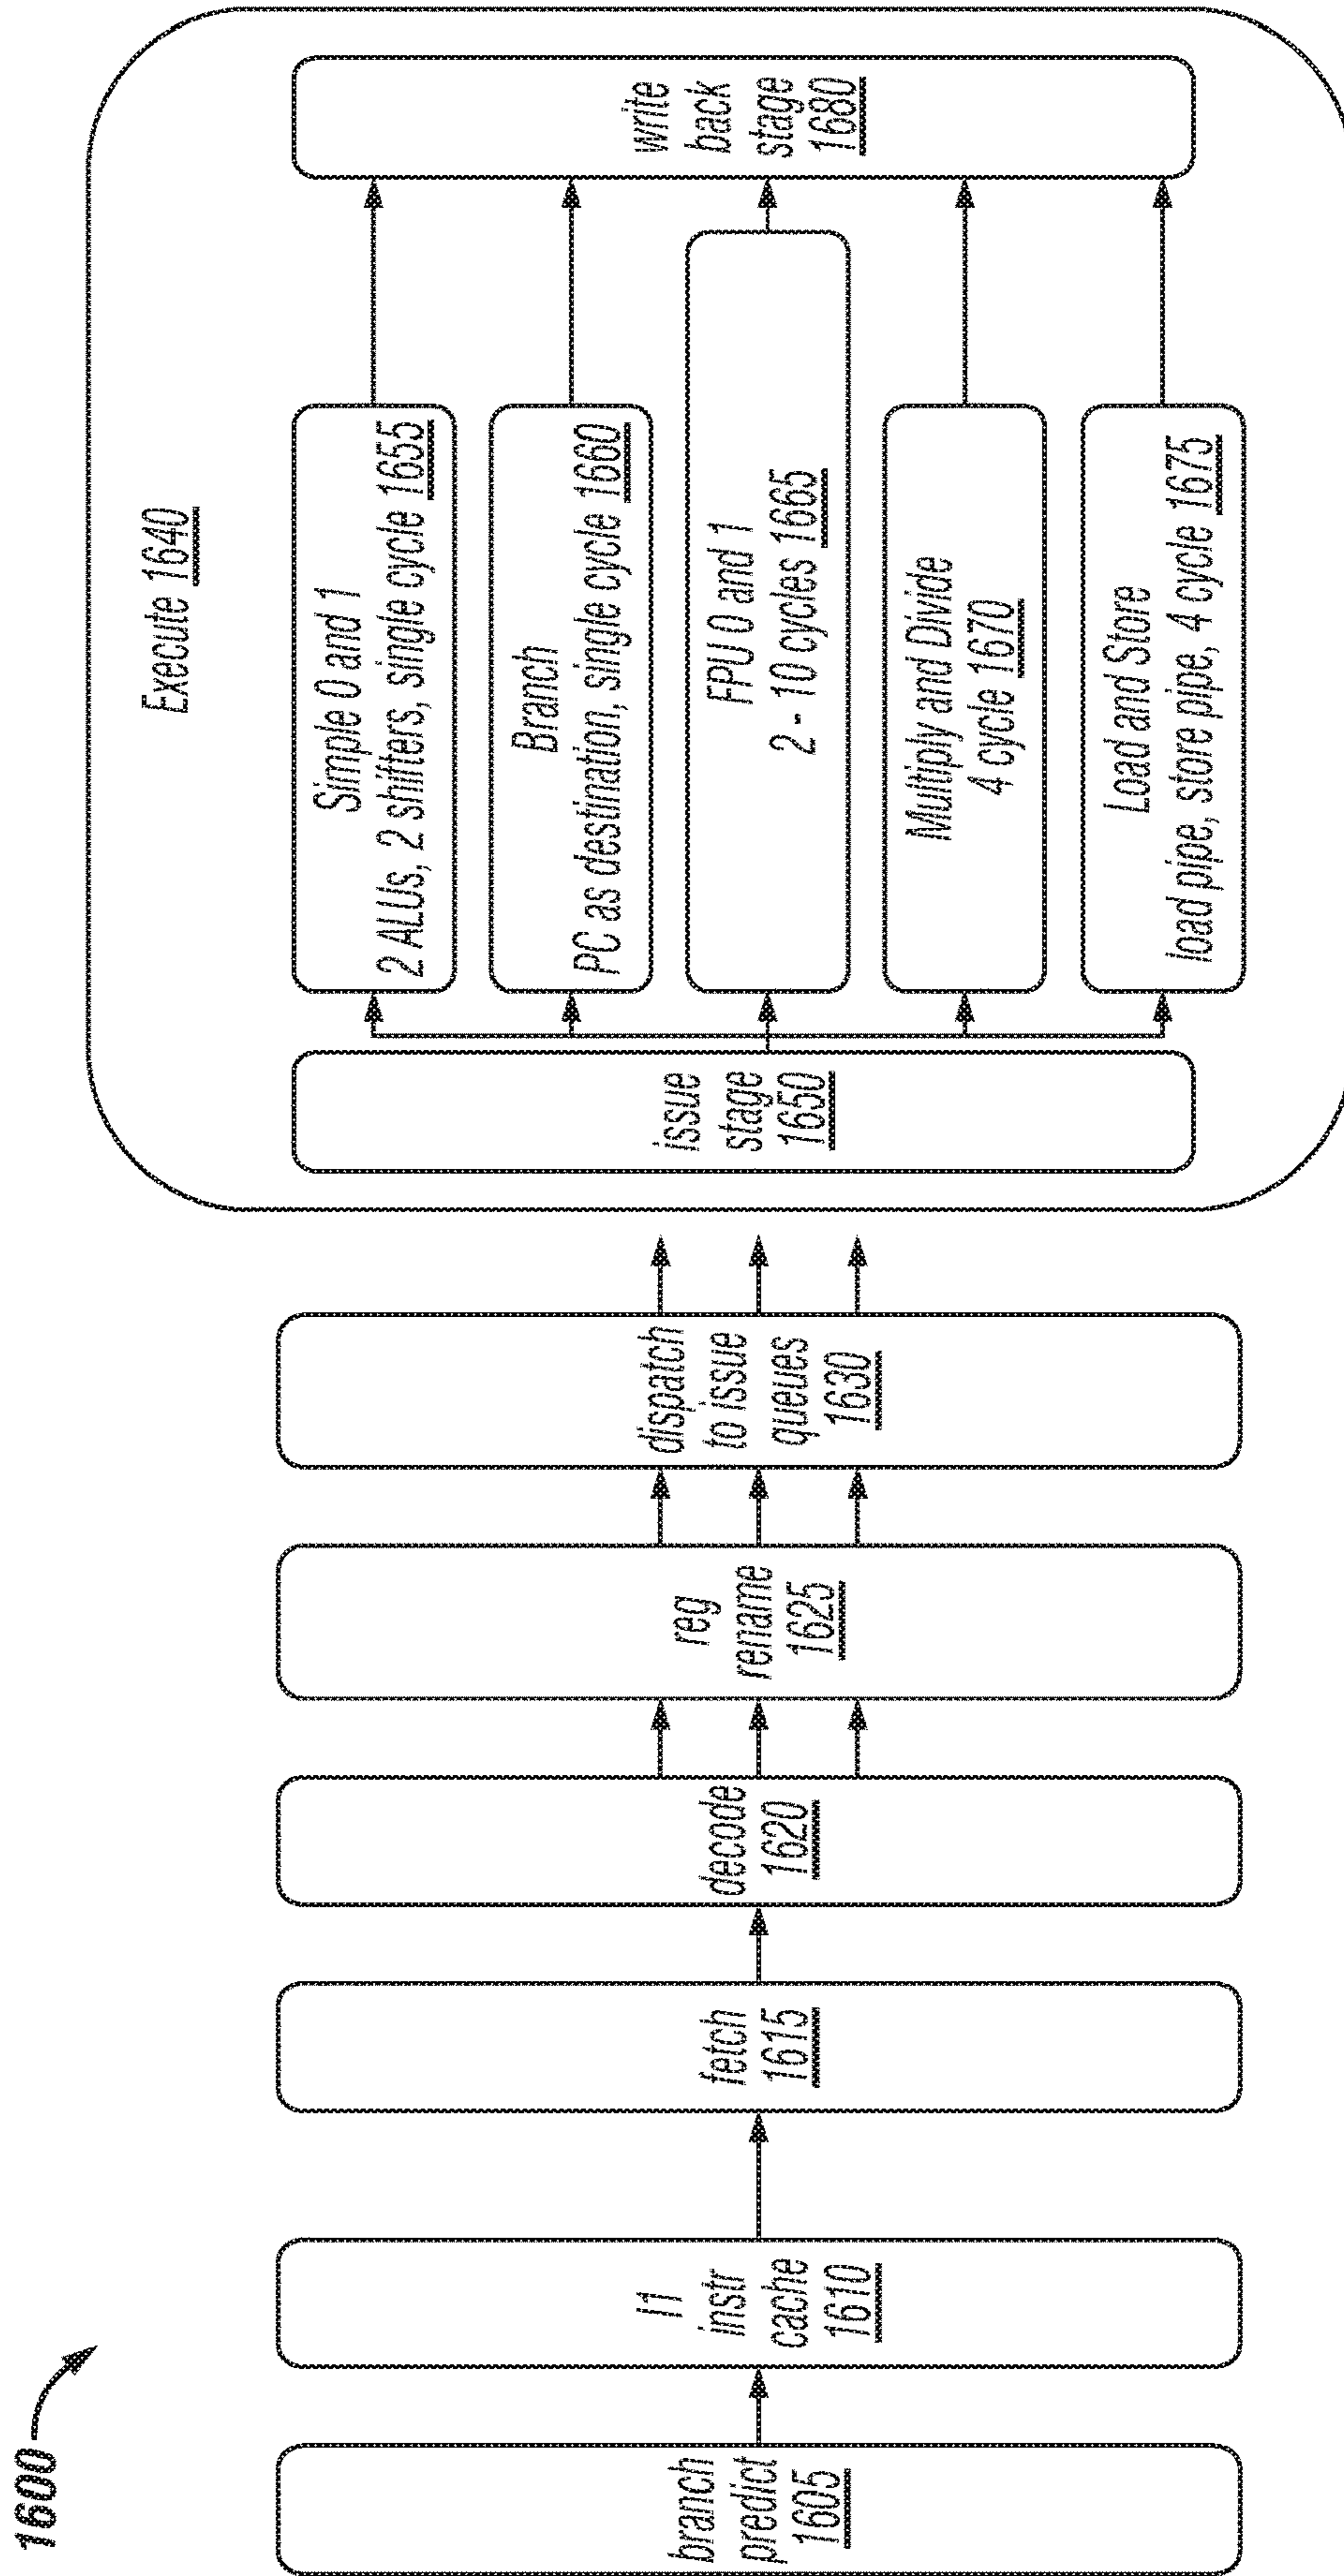 1600
branch
predict
1605
l1
instr
cache
1610
fetch
1615
decode
1620
reg
rename
1625
dispatch
to issue
queues
1630
Execute 1640
issue
stage
1650
Simple 0 and 1
2 ALUs, 2 shifters, single cycle 1655
Branch
PC as destination, single cycle 1660
FPU 0 and 1
2 - 10 cycles 1665
Multiply and Divide
4 cycle 1670
Load and Store
load pipe, store pipe, 4 cycle 1675
write
back
stage
1680